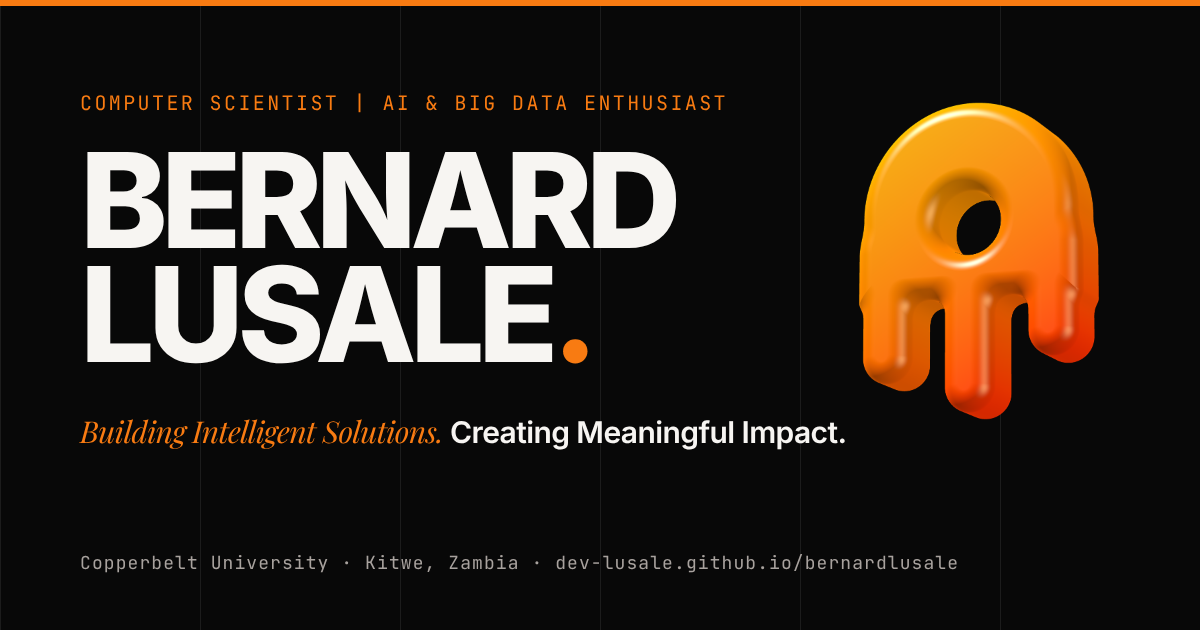 COMPUTER SCIENTIST | AI & BIG DATA ENTHUSIAST
BERNARD
LUSALE.
Building Intelligent Solutions. Creating Meaningful Impact.
Copperbelt University · Kitwe, Zambia · dev-lusale.github.io/bernardlusale